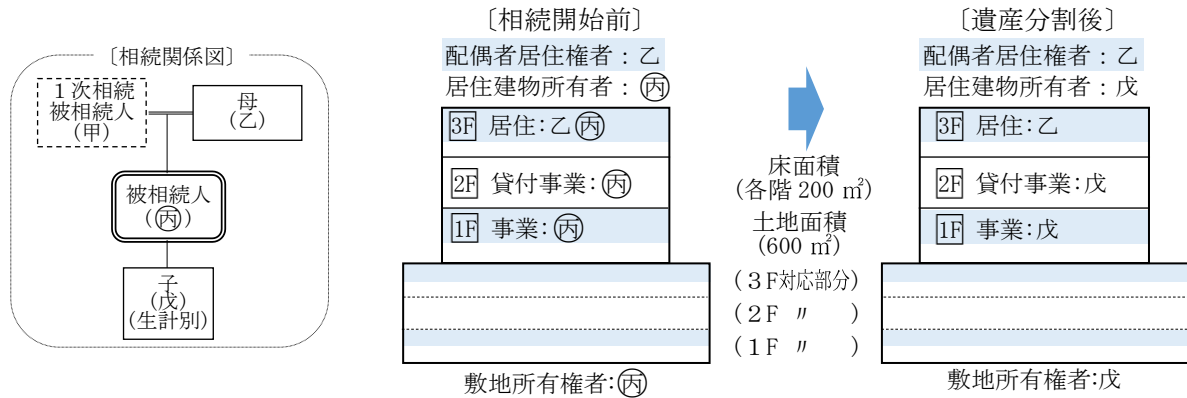 〔相続関係図〕
１次相続
被相続人
（甲）
母
（乙）
被相続人
（㊛）
子
（戊）
（生計別）
〔相続開始前〕
配偶者居住権者：乙
居住建物所有者：丙
3F 居住：乙丙
2F 貸付事業：丙
1F 事業：丙
敷地所有権者：丙
床面積
（各階 200 ㎡）
土地面積
（600 ㎡）
（３F対応部分）
（２F 〃 ）
（１F 〃 ）
〔遺産分割後〕
配偶者居住権者：乙
居住建物所有者：戊
3F 居住：乙
2F 貸付事業：戊
1F 事業：戊
敷地所有権者：戊